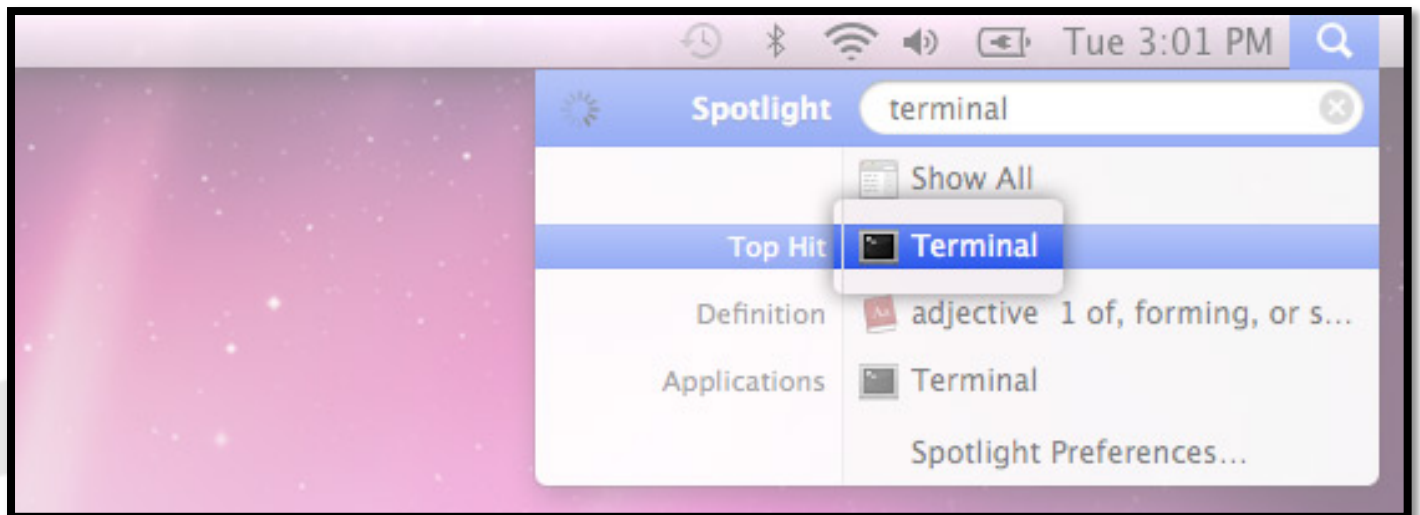 Tue 3:01 PM
Spotlight terminal
Show All
Top Hit Terminal
Definition adjective 1 of, forming, or s...
Applications Terminal
Spotlight Preferences...